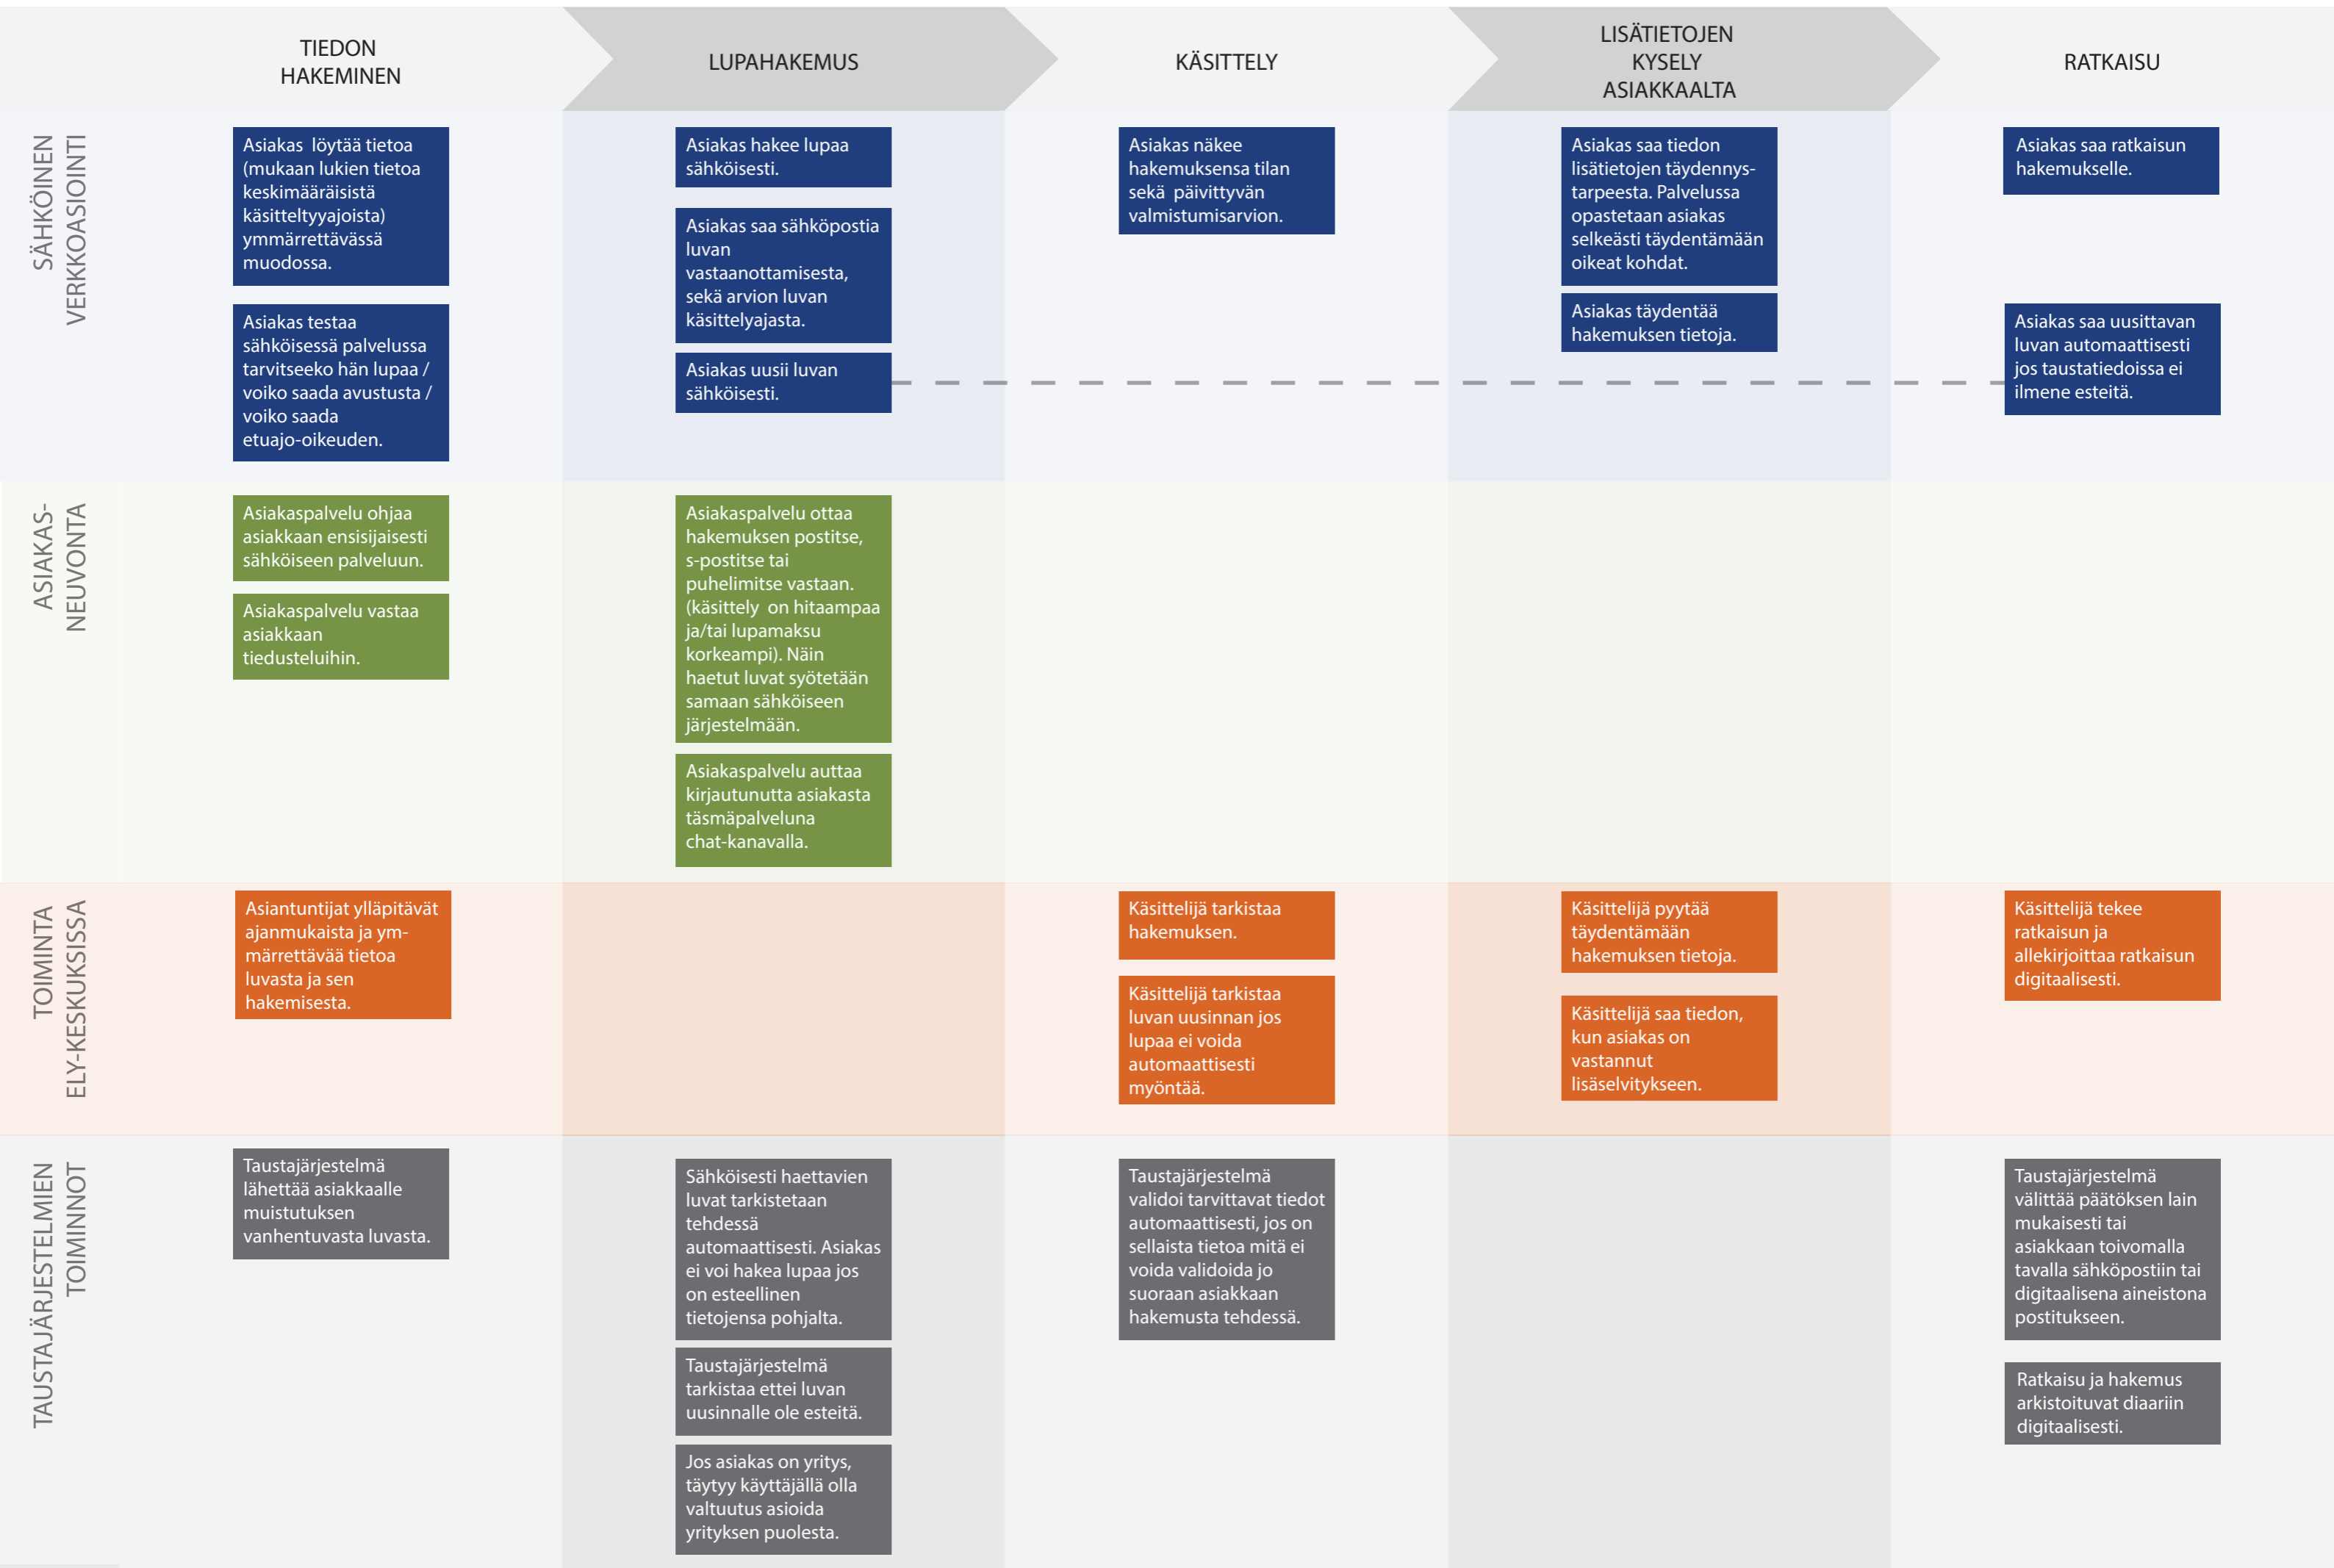 TIEDON
HAKEMINEN
LUPAHAKEMUS
KÄSITTELY
LISÄTIETOJEN
KYSELY
ASIAKKAALTA
RATKAISU
SÄHKÖINEN
VERKKOASIOINTI
Asiakas löytää tietoa
(mukaan lukien tietoa
keskimääräisistä
käsitteltyyajoista)
ymmärrettävässä
muodossa.
Asiakas testaa
sähköisessä palvelussa
tarvitseeko hän lupaa /
voiko saada avustusta /
voiko saada
etuajo-oikeuden.
Asiakas hakee lupaa
sähköisesti.
Asiakas saa sähköpostia
luvan
vastaanottamisesta,
sekä arvion luvan
käsittelyajasta.
Asiakas uusii luvan
sähköisesti.
Asiakas näkee
hakemuksensa tilan
sekä päivittyvän
valmistumisarvion.
Asiakas saa tiedon
lisätietojen täydennys-
tarpeesta. Palvelussa
opastetaan asiakas
selkeästi täydentämään
oikeat kohdat.
Asiakas täydentää
hakemuksen tietoja.
Asiakas saa ratkaisun
hakemukselle.
Asiakas saa uusittavan
luvan automaattisesti
jos taustatiedoissa ei
ilmene esteitä.
ASIAKAS-
NEUVONTA
Asiakaspalvelu ohjaa
asiakkaan ensisijaisesti
sähköiseen palveluun.
Asiakaspalvelu vastaa
asiakkaan
tiedusteluihin.
Asiakaspalvelu ottaa
hakemuksen postitse,
s-postitse tai
puhelimitse vastaan.
(käsittely on hitaampaa
ja/tai lupamaksu
korkeampi). Näin
haetut luvat syötetään
samaan sähköiseen
järjestelmään.
Asiakaspalvelu auttaa
kirjautunutta asiakasta
täsmäpalveluna
chat-kanavalla.
TOIMINTA
ELY-KESKUKSISSA
Asiantuntijat ylläpitävät
ajanmukaista ja ym-
märrettävää tietoa
luvasta ja sen
hakemisesta.
Käsittelijä tarkistaa
hakemuksen.
Käsittelijä tarkistaa
luvan uusinnan jos
lupaa ei voida
automaattisesti
myöntää.
Käsittelijä pyytää
täydentämään
hakemuksen tietoja.
Käsittelijä saa tiedon,
kun asiakas on
vastannut
lisäselvitykseen.
Käsittelijä tekee
ratkaisun ja
allekirjoittaa ratkaisun
digitaalisesti.
TAUSTAJÄRJESTELMIEN
TOIMINNOT
Taustajärjestelmä
lähettää asiakkaalle
muistutuksen
vanhentuvasta luvasta.
Sähköisesti haettavien
luvat tarkistetaan
tehdessä
automaattisesti. Asiakas
ei voi hakea lupaa jos
on esteellinen
tietojensa pohjalta.
Taustajärjestelmä
tarkistaa ettei luvan
uusinnalle ole esteitä.
Jos asiakas on yritys,
täytyy käyttäjällä olla
valtuutus asioida
yrityksen puolesta.
Taustajärjestelmä
validoi tarvittavat tiedot
automaattisesti, jos on
sellaista tietoa mitä ei
voida validoida jo
suoraan asiakkaan
hakemusta tehdessä.
Taustajärjestelmä
välittää päätöksen lain
mukaisesti tai
asiakkaan toivomalla
tavalla sähköpostiin tai
digitaalisena aineistona
postitukseen.
Ratkaisu ja hakemus
arkistoituvat diaariin
digitaalisesti.